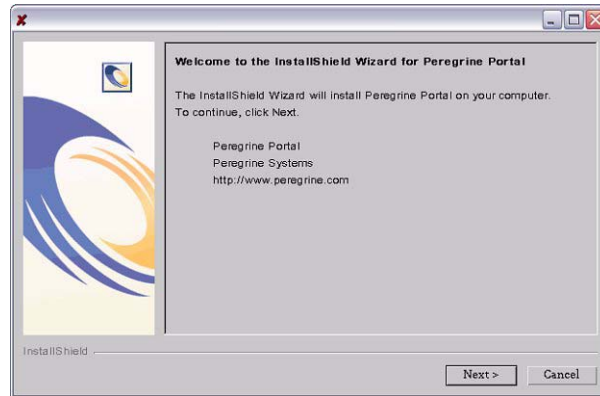 Welcome to the InstallShield Wizard for Peregrine Portal
The InstallShield Wizard will install Peregrine Portal on your computer.
To continue, click Next.
Peregrine Portal
Peregrine Systems
http://www.peregrine.com
InstallShield
Next >
Cancel